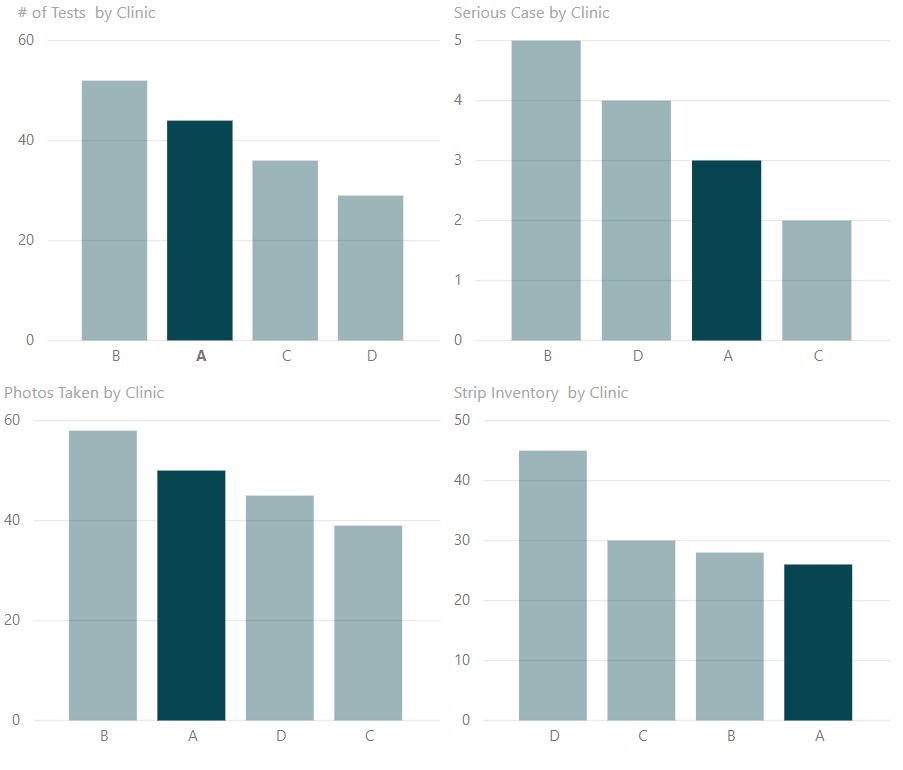 # of Tests  by Clinic
60
40
20
0
B A C D
Serious Case by Clinic
5
4
3
2
1
0
B D A C
Photos Taken by Clinic
60
40
20
0
B A D C
Strip Inventory  by Clinic
50
40
30
20
10
0
D C B A